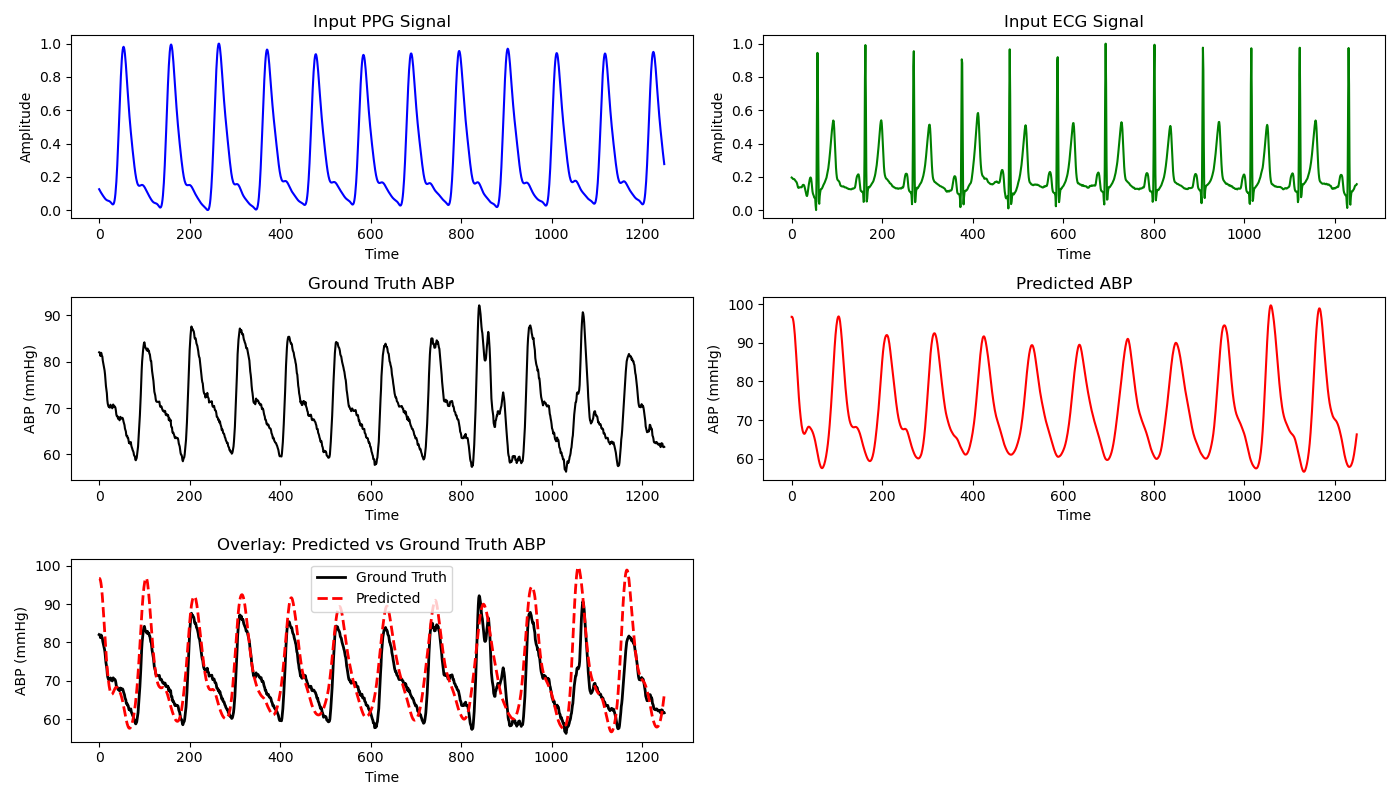 Input PPG Signal
Amplitude
1.0
0.8
0.6
0.4
0.2
0.0
0 200 400 600 800 1000 1200
Time
Input ECG Signal
Amplitude
1.0
0.8
0.6
0.4
0.2
0.0
0 200 400 600 800 1000 1200
Time
Ground Truth ABP
ABP (mmHg)
90
80
70
60
0 200 400 600 800 1000 1200
Time
Predicted ABP
ABP (mmHg)
100
90
80
70
60
0 200 400 600 800 1000 1200
Time
Overlay: Predicted vs Ground Truth ABP
ABP (mmHg)
100
90
80
70
60
Ground Truth
Predicted
0 200 400 600 800 1000 1200
Time